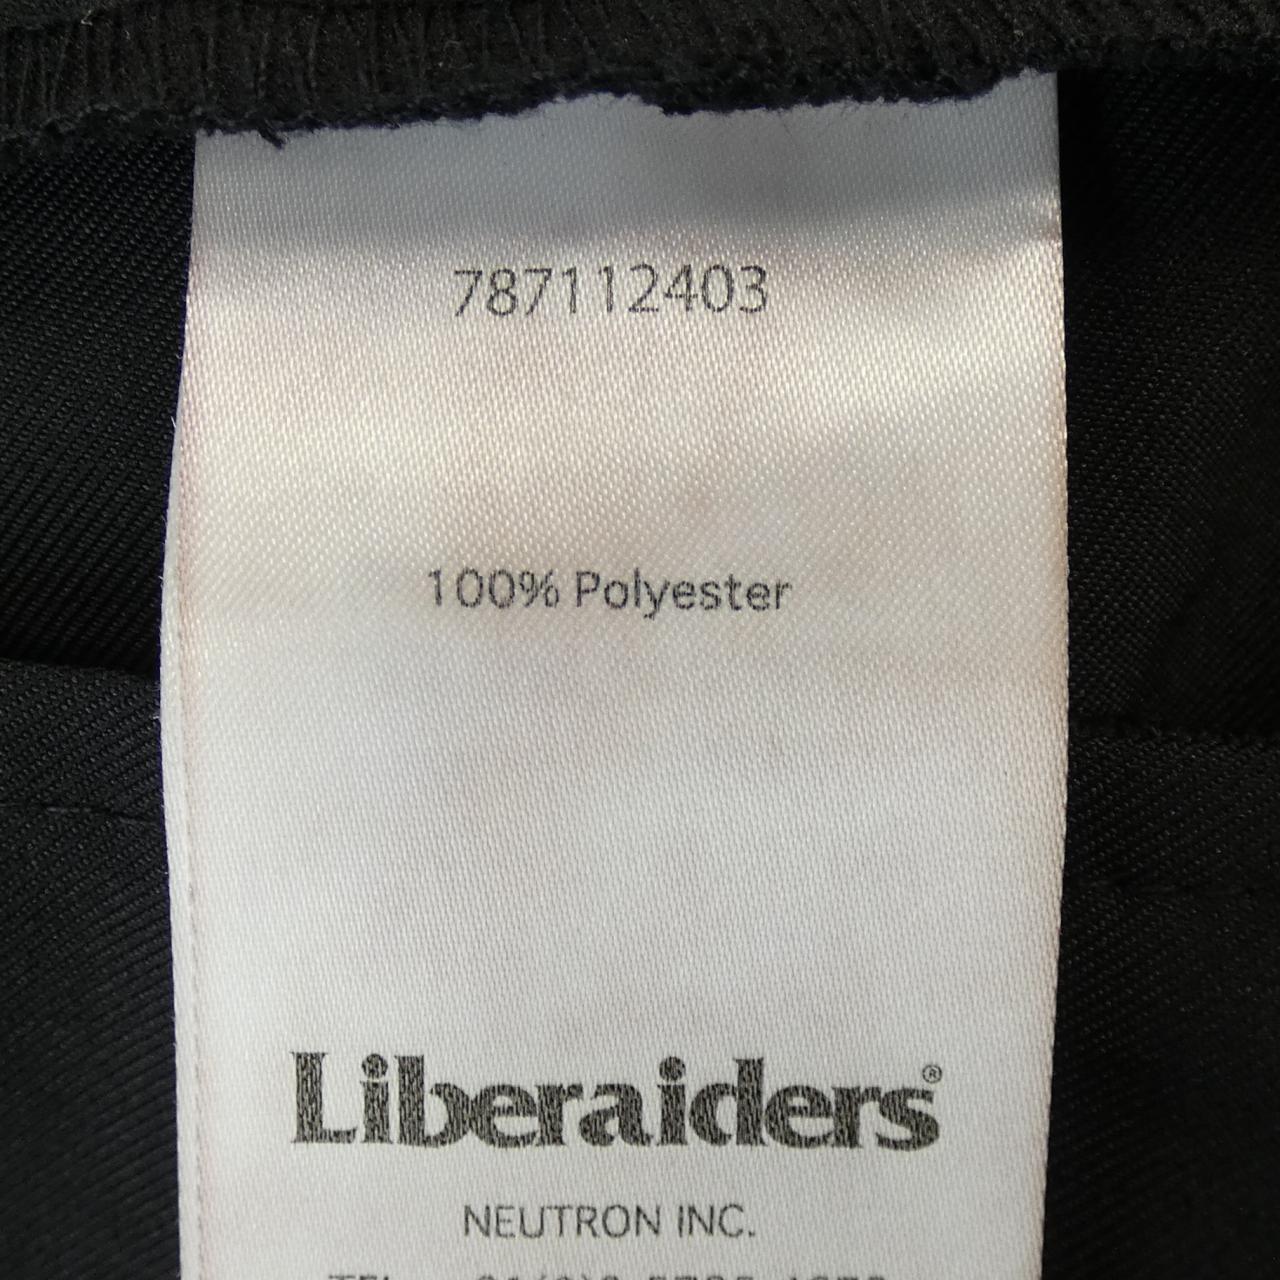 787112403
100% Polyester
Liberaiders®
NEUTRON INC.